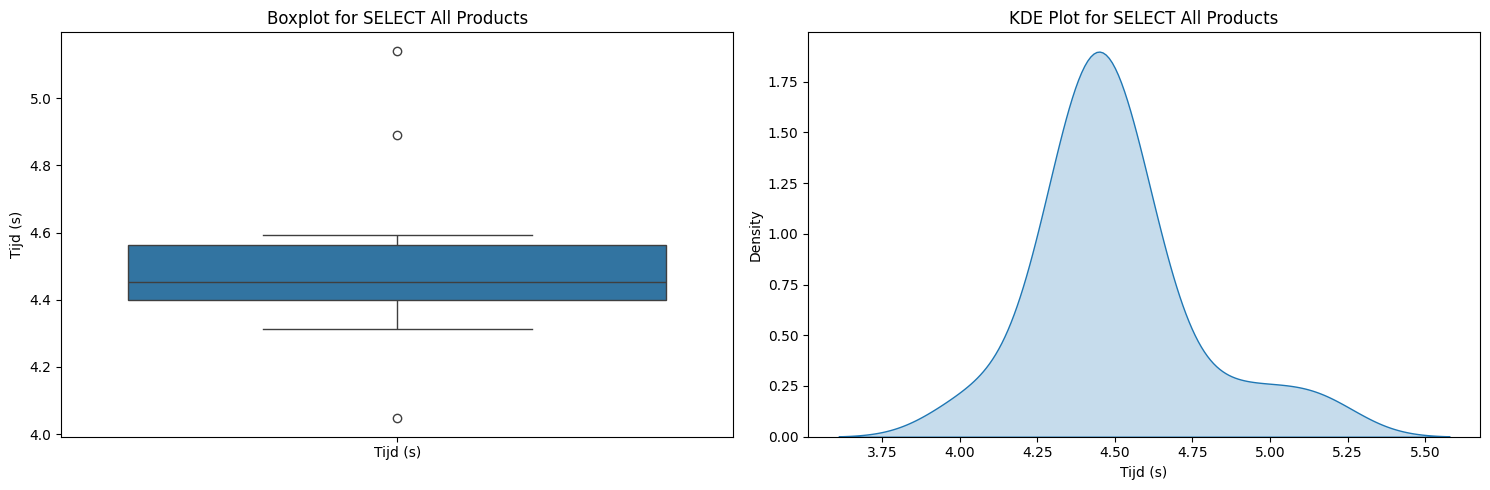 Boxplot for SELECT All Products
Tijd (s)
5.0
4.8
4.6
4.4
4.2
4.0
Tijd (s)
KDE Plot for SELECT All Products
Density
1.75
1.50
1.25
1.00
0.75
0.50
0.25
0.00
3.75 4.00 4.25 4.50 4.75 5.00 5.25 5.50
Tijd (s)